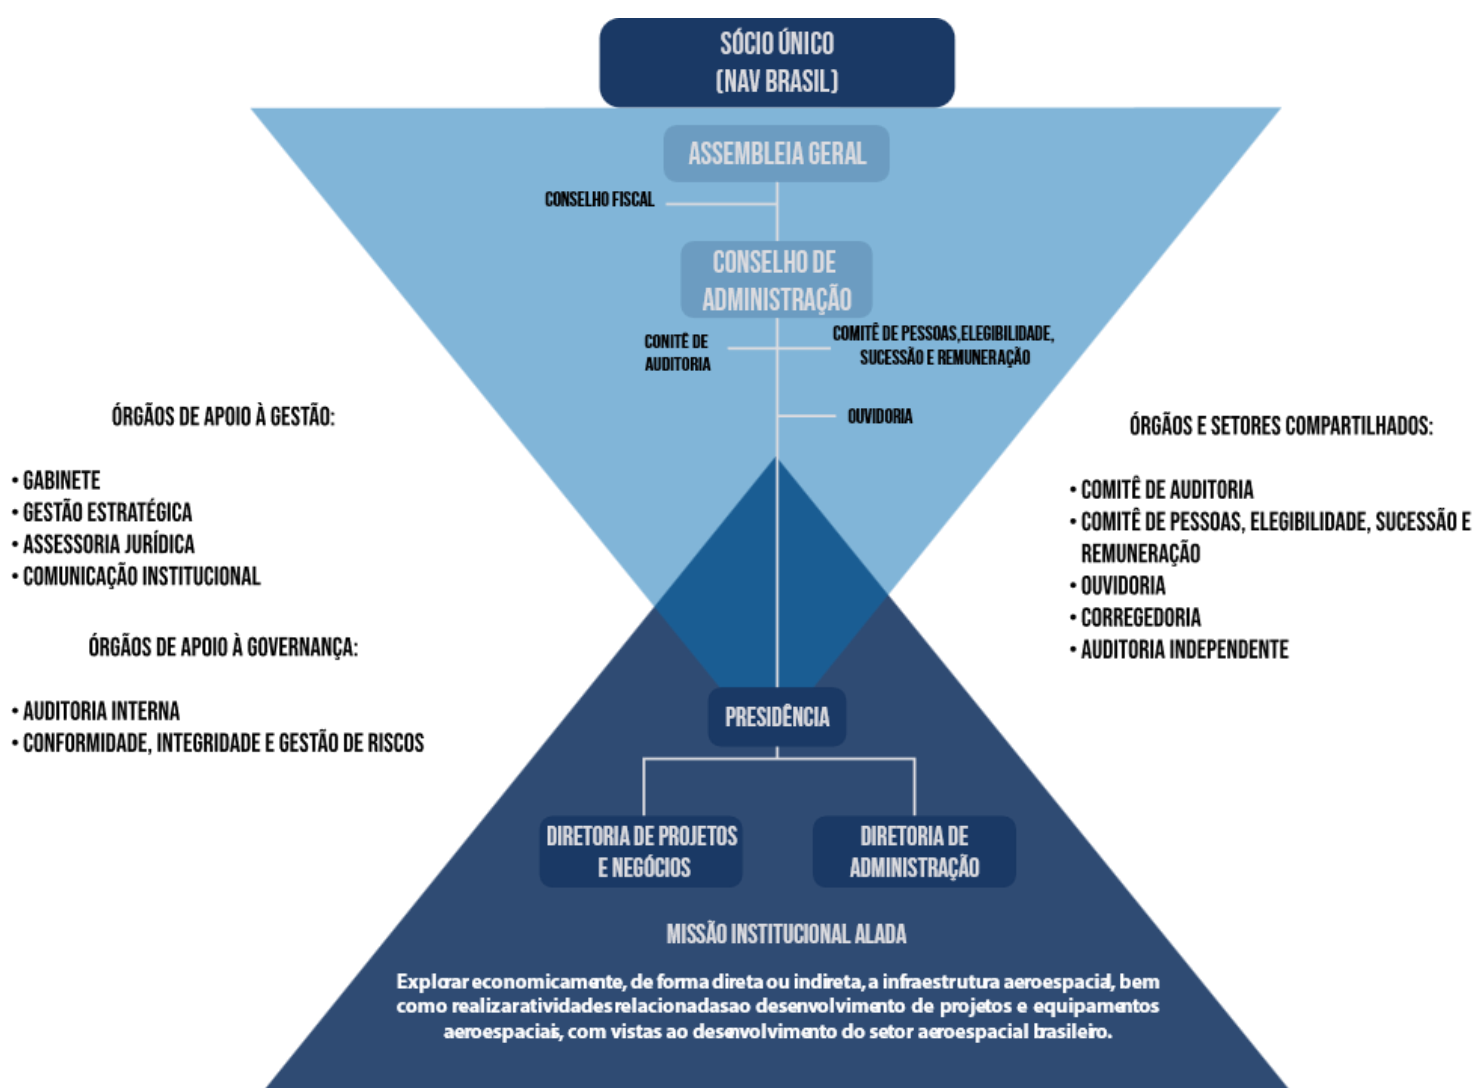 SÓCIO ÚNICO
(NAV BRASIL)
ASSEMBLEIA GERAL
CONSELHO FISCAL
CONSELHO DE
ADMINISTRAÇÃO
CONITÊ DE
AUDITORIA
COMITÊ DE PESSOAS,ELEGIBILIDADE,
SUCESSÃO E REMUNERAÇÃO
OUVIDORIA
ÓRGÃOS DE APOIO À GESTÃO:
• GABINETE
• GESTÃO ESTRATÉGICA
• ASSESSORIA JURÍDICA
• COMUNICAÇÃO INSTITUCIONAL
ÓRGÃOS DE APOIO À GOVERNANÇA:
• AUDITORIA INTERNA
• CONFORMIDADE, INTEGRIDADE E GESTÃO DE RISCOS
ÓRGÃOS E SETORES COMPARTILHADOS:
• COMITÊ DE AUDITORIA
• COMITÊ DE PESSOAS, ELEGIBILIDADE, SUCESSÃO E
REMUNERAÇÃO
• OUVIDORIA
• CORREGEDORIA
• AUDITORIA INDEPENDENTE
PRESIDÊNCIA
DIRETORIA DE PROJETOS
E NEGÓCIOS
DIRETORIA DE
ADMINISTRAÇÃO
MISSÃO INSTITUCIONAL ALADA
Explorar economicamente, de forma direta ou indireta, a infraestrutura aeroespacial, bem
como realizar atividades relacionadas ao desenvolvimento de projetos e equipamentos
aeroespaciais, com vistas ao desenvolvimento do setor aeroespacial brasileiro.